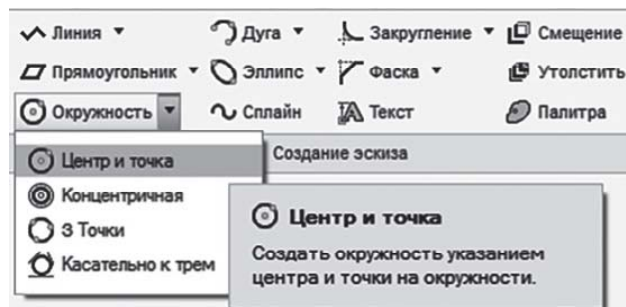 Линия Дуга Закругление Смещение
Прямоугольник Эллипс Фаска Утолстить
Окружность Сплайн Текст Палитра
Создание эскиза
Центр и точка
Концентричная
3 Точки
Касательно к трем
Центр и точка
Создать окружность указанием
центра и точки на окружности.